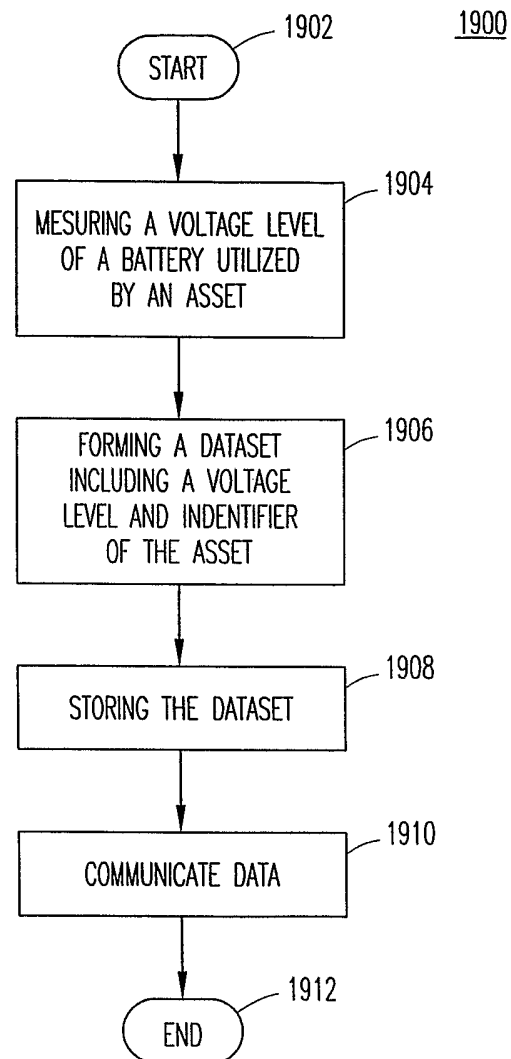 1900
1902
START
1904
MESURING A VOLTAGE LEVEL
OF A BATTERY UTILIZED
BY AN ASSET
1906
FORMING A DATASET
INCLUDING A VOLTAGE
LEVEL AND INDENTIFIER
OF THE ASSET
1908
STORING THE DATASET
1910
COMMUNICATE DATA
1912
END